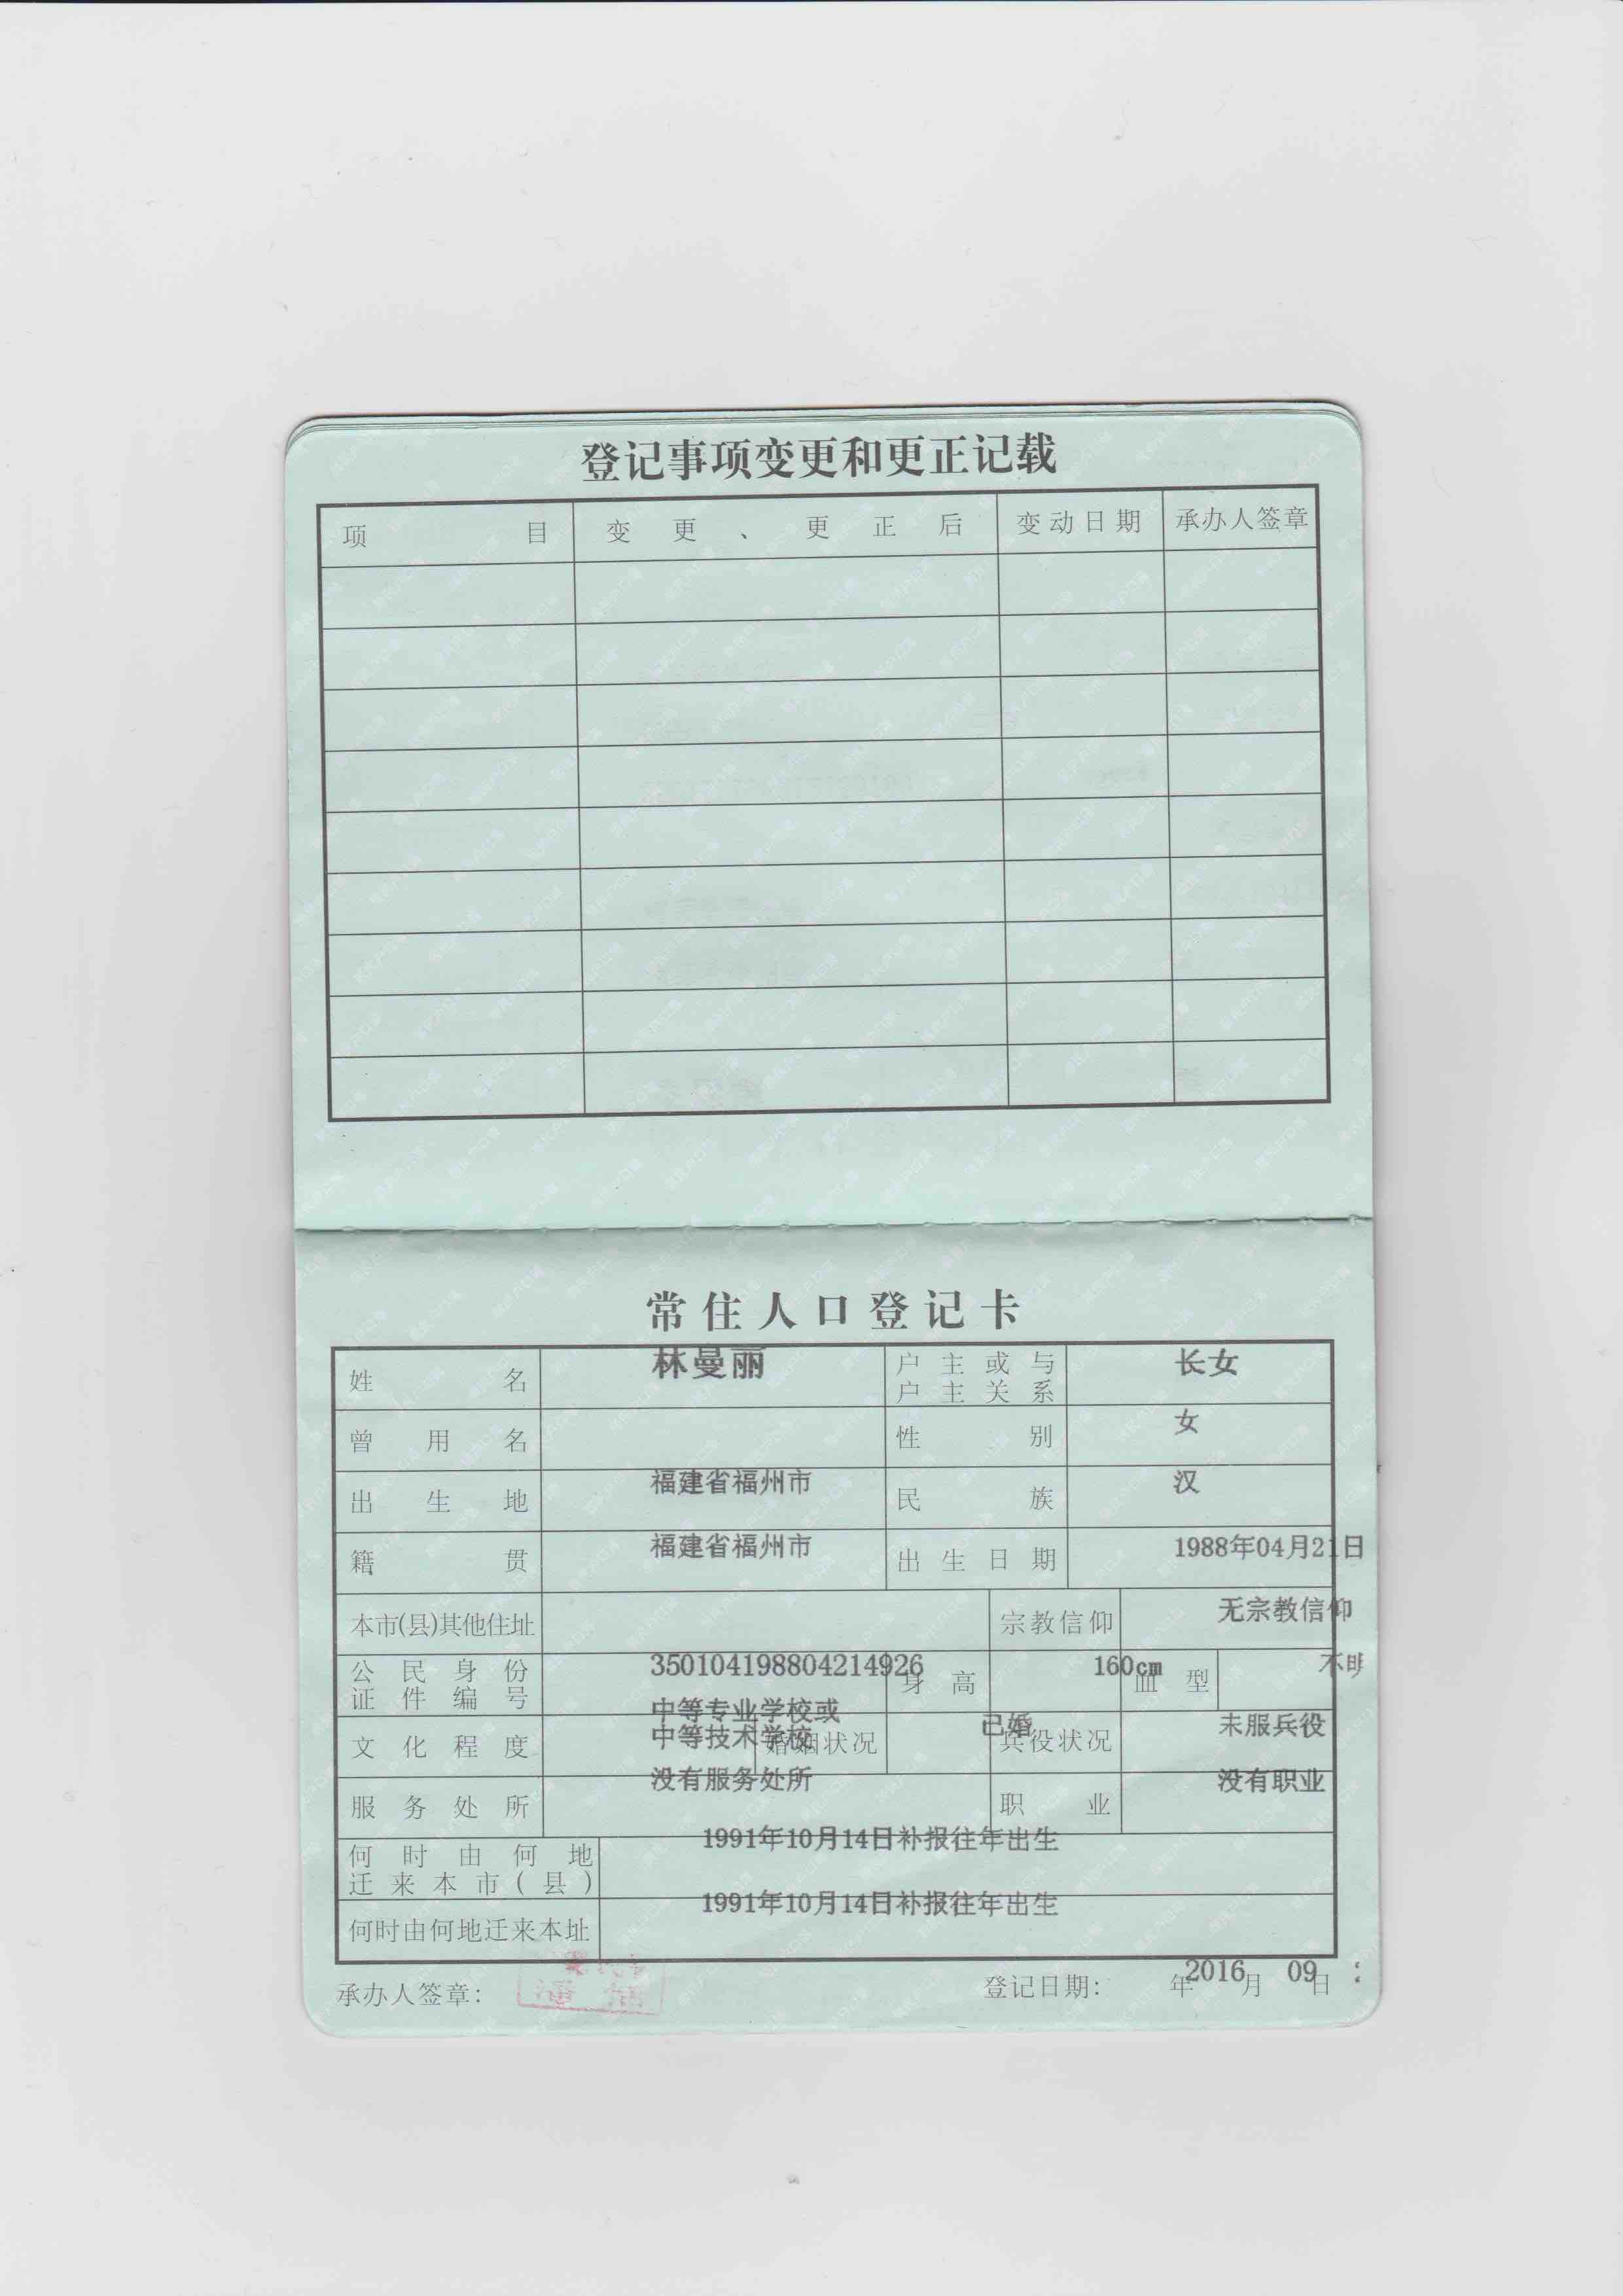 登记事项变更和更正记载
项目 变更、更正后 变动日期 承办人签章
常住人口登记卡
姓名 林曼丽 户主或与户主关系 长女
曾用名 性别 女
出生地 福建省福州市 民族 汉
籍贯 福建省福州市 出生日期 1988年04月21日
本市(县)其他住址 宗教信仰 无宗教信仰
公民身份证件编号 350104198804214926 身高 160cm 血型 不明
文化程度 中等专业学校或中等技术学校 婚姻状况 已婚 兵役状况 未服兵役
服务处所 没有服务处所 职业 没有职业
何时由何地迁来本市(县) 1991年10月14日补报往年出生
何时由何地迁来本址 1991年10月14日补报往年出生
承办人签章: 登记日期: 2016年 09月 日